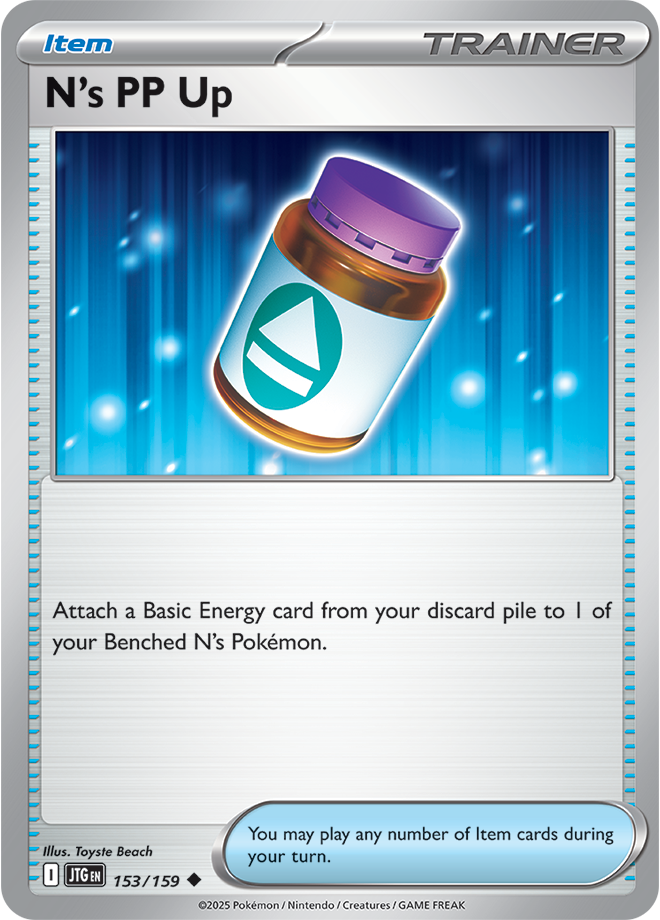 Item
TRAINER
N's PP Up
Attach a Basic Energy card from your discard pile to 1 of
your Benched N's Pokémon.
You may play any number of Item cards during
your turn.
Illus. Toyste Beach
I JTG EN 153/159 ◆
©2025 Pokémon / Nintendo / Creatures / GAME FREAK